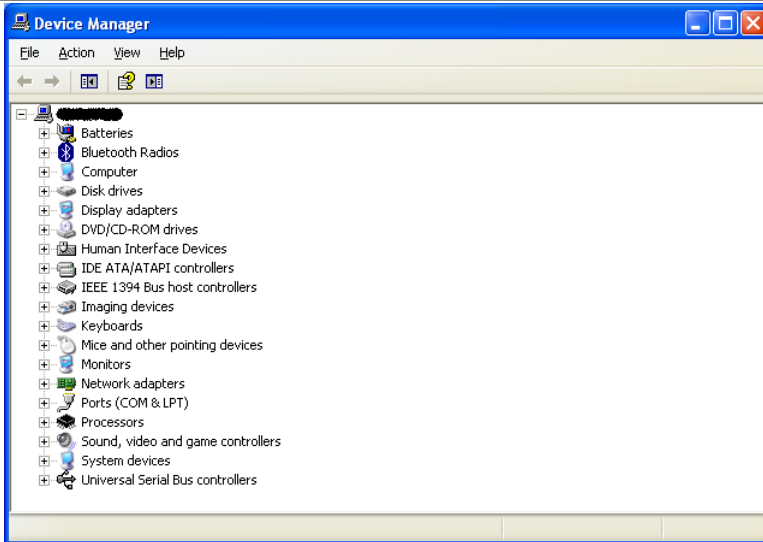 Device Manager
File Action View Help
Batteries
Bluetooth Radios
Computer
Disk drives
Display adapters
DVD/CD-ROM drives
Human Interface Devices
IDE ATA/ATAPI controllers
IEEE 1394 Bus host controllers
Imaging devices
Keyboards
Mice and other pointing devices
Monitors
Network adapters
Ports (COM & LPT)
Processors
Sound, video and game controllers
System devices
Universal Serial Bus controllers